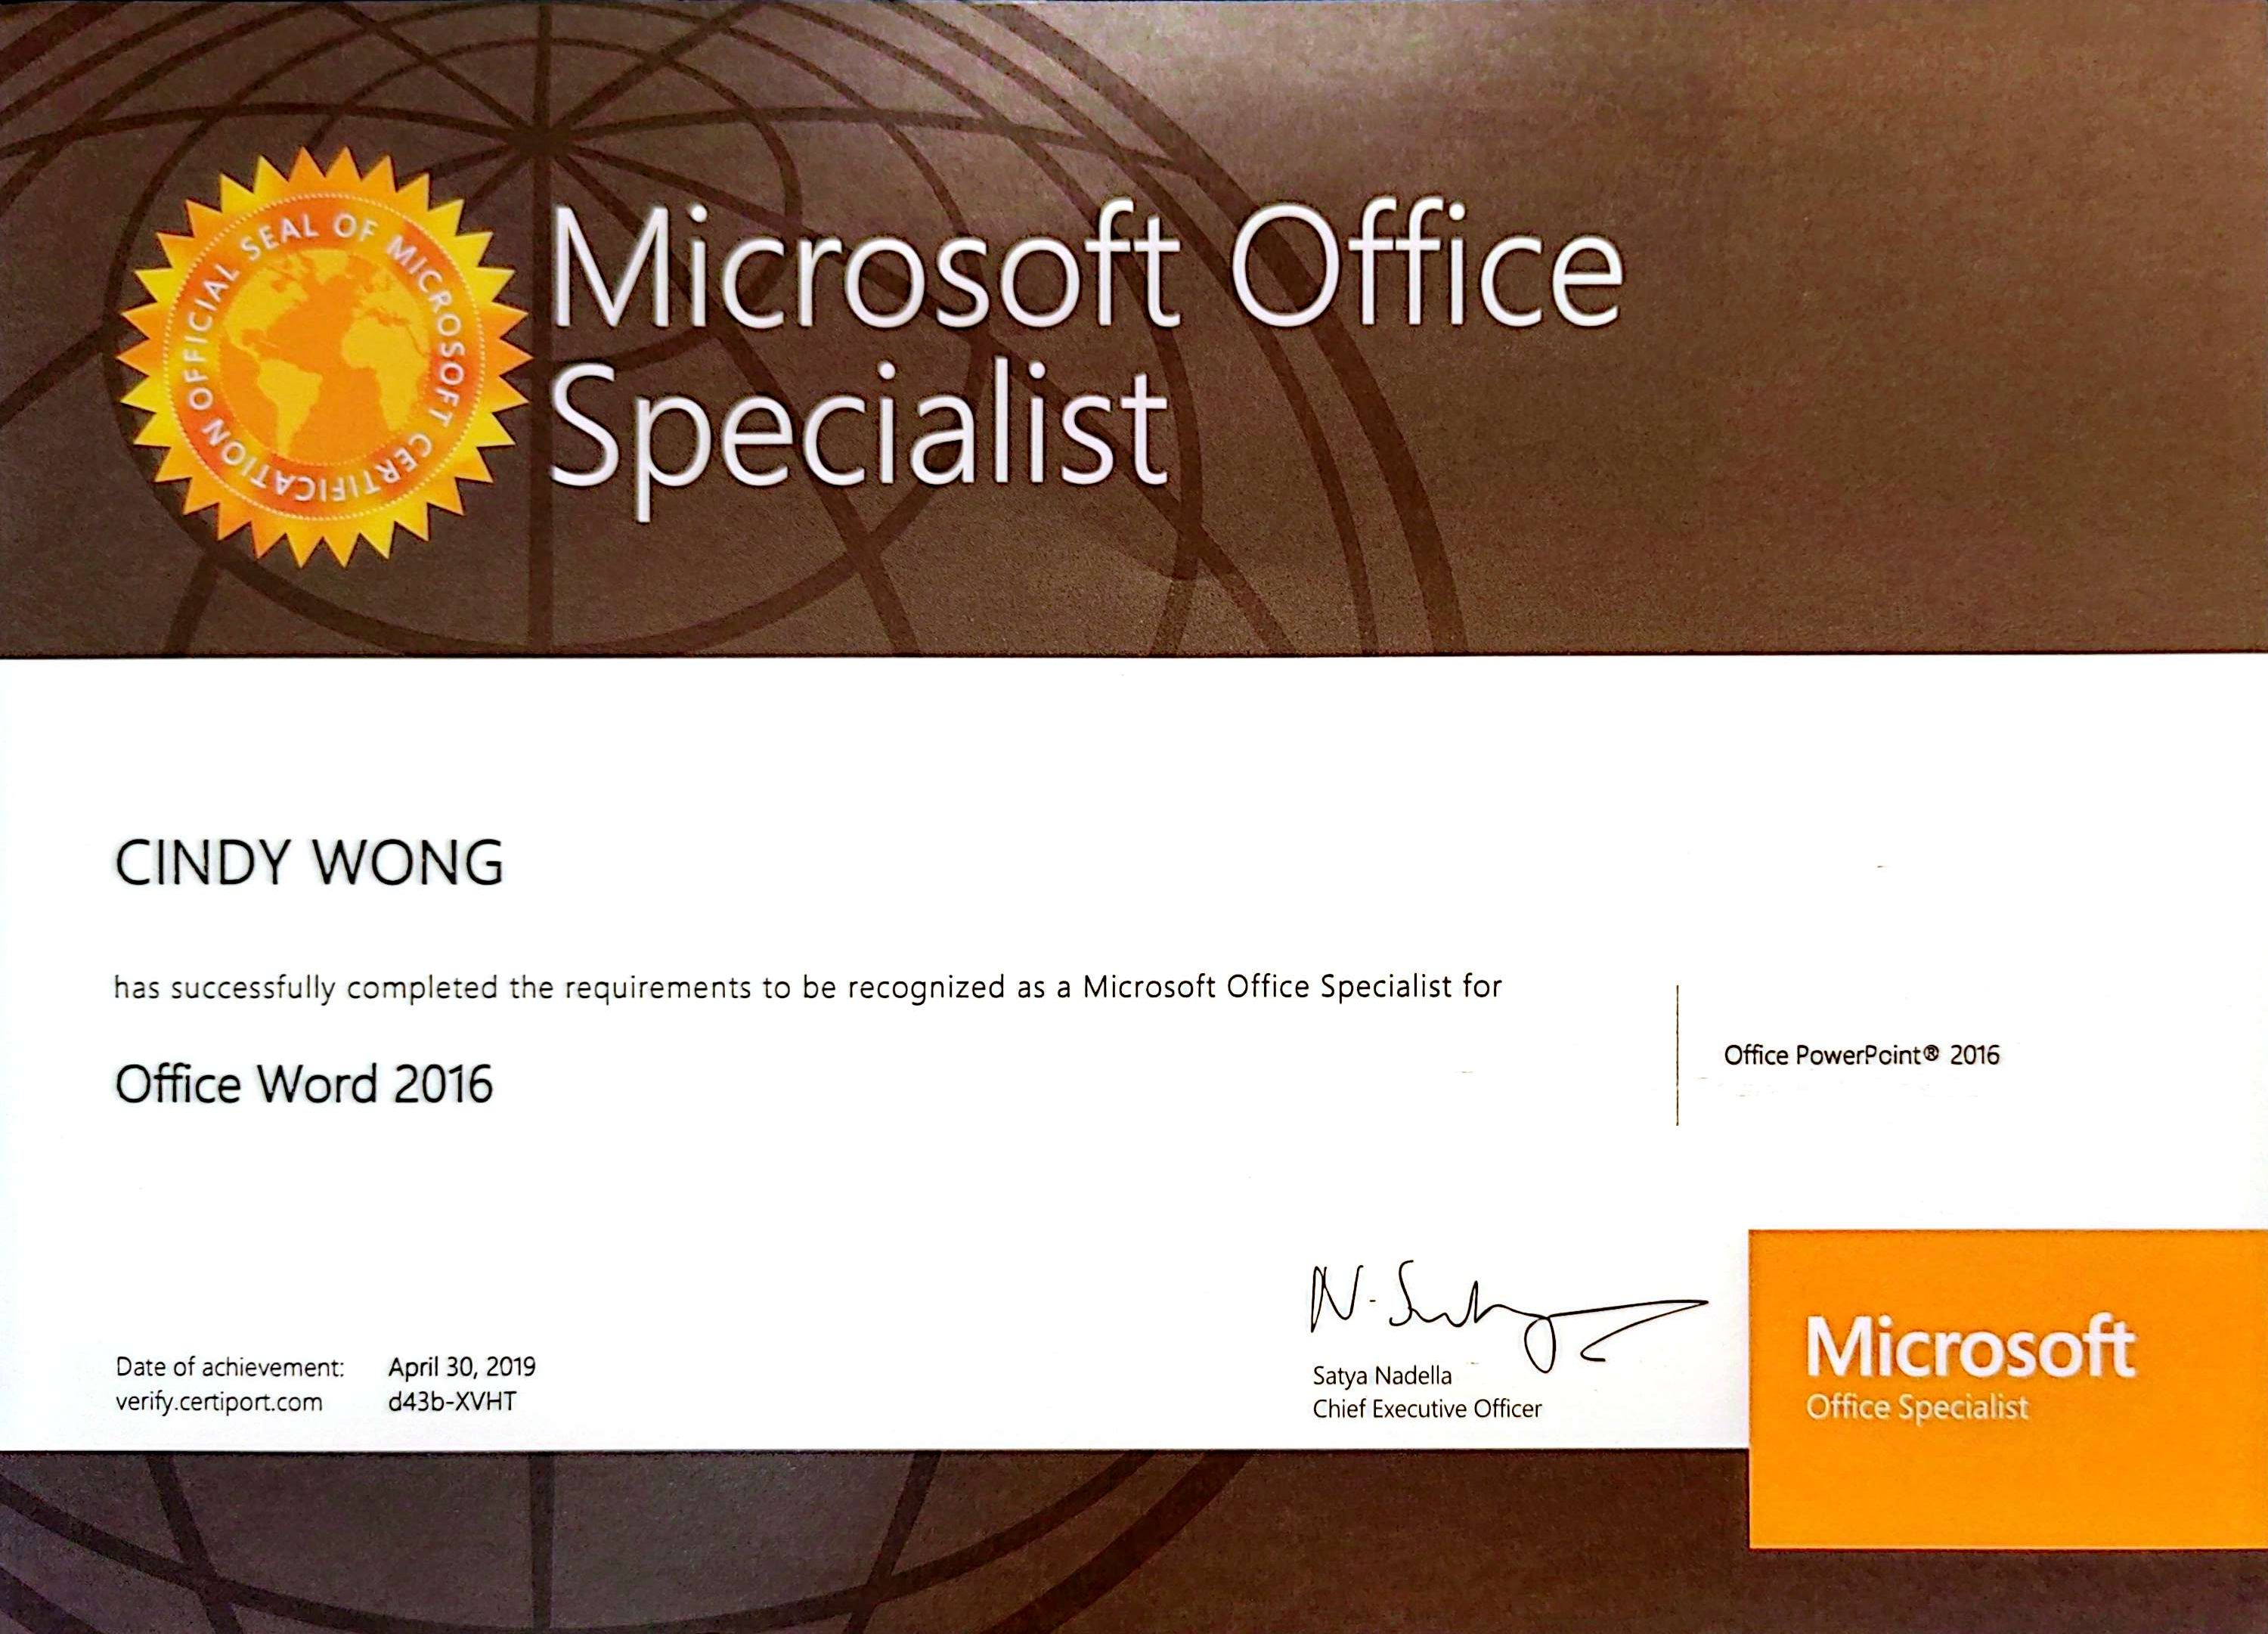 OFFICIAL SEAL OF MICROSOFT CERTIFICATION
Microsoft Office
Specialist
CINDY WONG
has successfully completed the requirements to be recognized as a Microsoft Office Specialist for
Office Word 2016
Office PowerPoint® 2016
N. Satya
Satya Nadella
Chief Executive Officer
Date of achievement: April 30, 2019
verify.certiport.com d43b-XVHT
Microsoft
Office Specialist